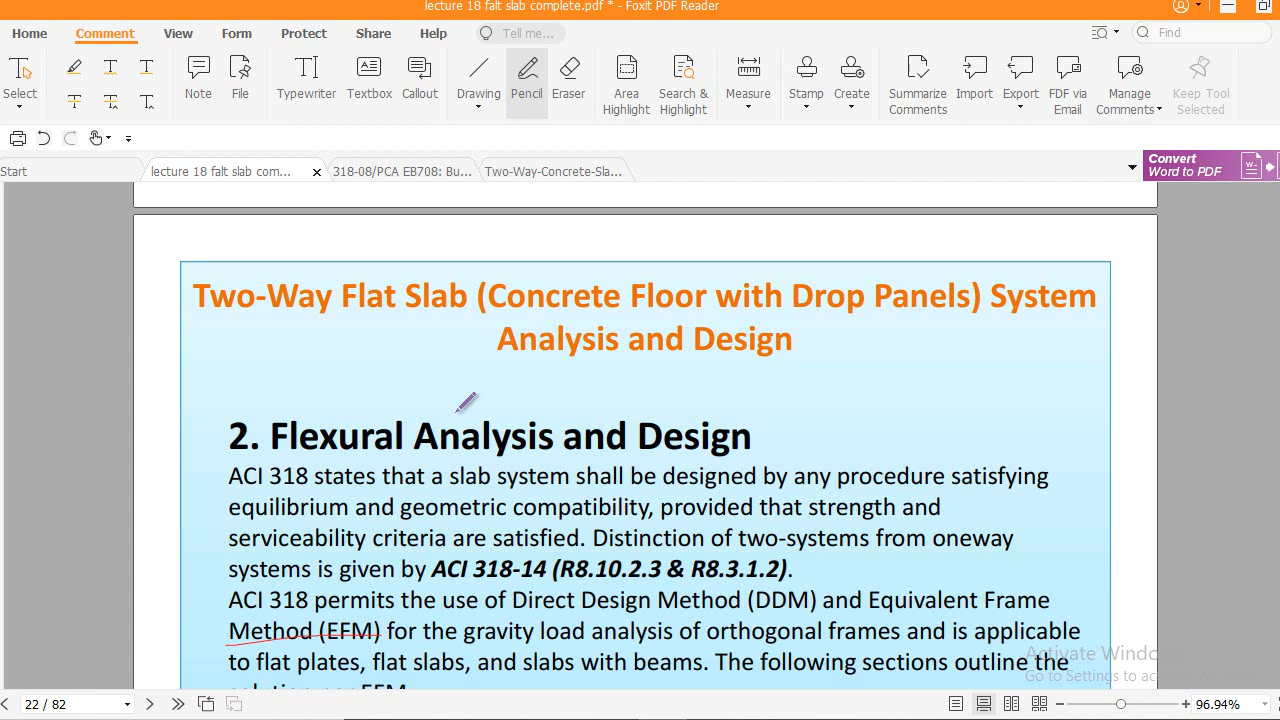 lecture 18 falt slab complete.pdf * - Foxit PDF Reader
Home Comment View Form Protect Share Help Tell me... Find
Select Note File Typewriter Textbox Callout Drawing Pencil Eraser Area Highlight Search & Highlight Measure Stamp Create Summarize Comments Import Export FDF via Email Manage Comments Keep Tool Selected
Start lecture 18 falt slab com... 318-08/PCA EB708: Bu... Two-Way-Concrete-Sla... Convert Word to PDF
Two-Way Flat Slab (Concrete Floor with Drop Panels) System
Analysis and Design
2. Flexural Analysis and Design
ACI 318 states that a slab system shall be designed by any procedure satisfying
equilibrium and geometric compatibility, provided that strength and
serviceability criteria are satisfied. Distinction of two-systems from oneway
systems is given by ACI 318-14 (R8.10.2.3 & R8.3.1.2).
ACI 318 permits the use of Direct Design Method (DDM) and Equivalent Frame
Method (EFM) for the gravity load analysis of orthogonal frames and is applicable
to flat plates, flat slabs, and slabs with beams. The following sections outline the
22 / 82 96.94%